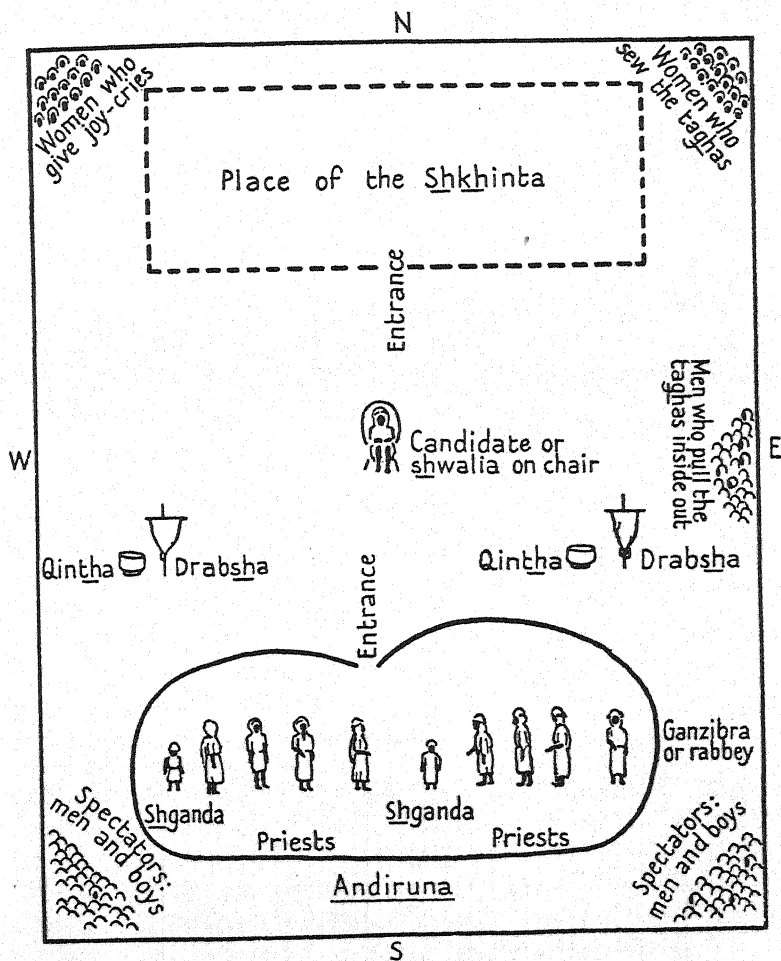 N
Women who
give joy-cries
Women who
sew the taghas
Place of the Shkhinta
Entrance
Men who pull the
taghas inside out
W
E
Candidate or
shwalia on chair
Qintha
Drabsha
Qintha
Drabsha
Entrance
Ganzibra
or rabbey
Shganda
Priests
Shganda
Priests
Spectators:
men and boys
Spectators:
men and boys
Andiruna
S